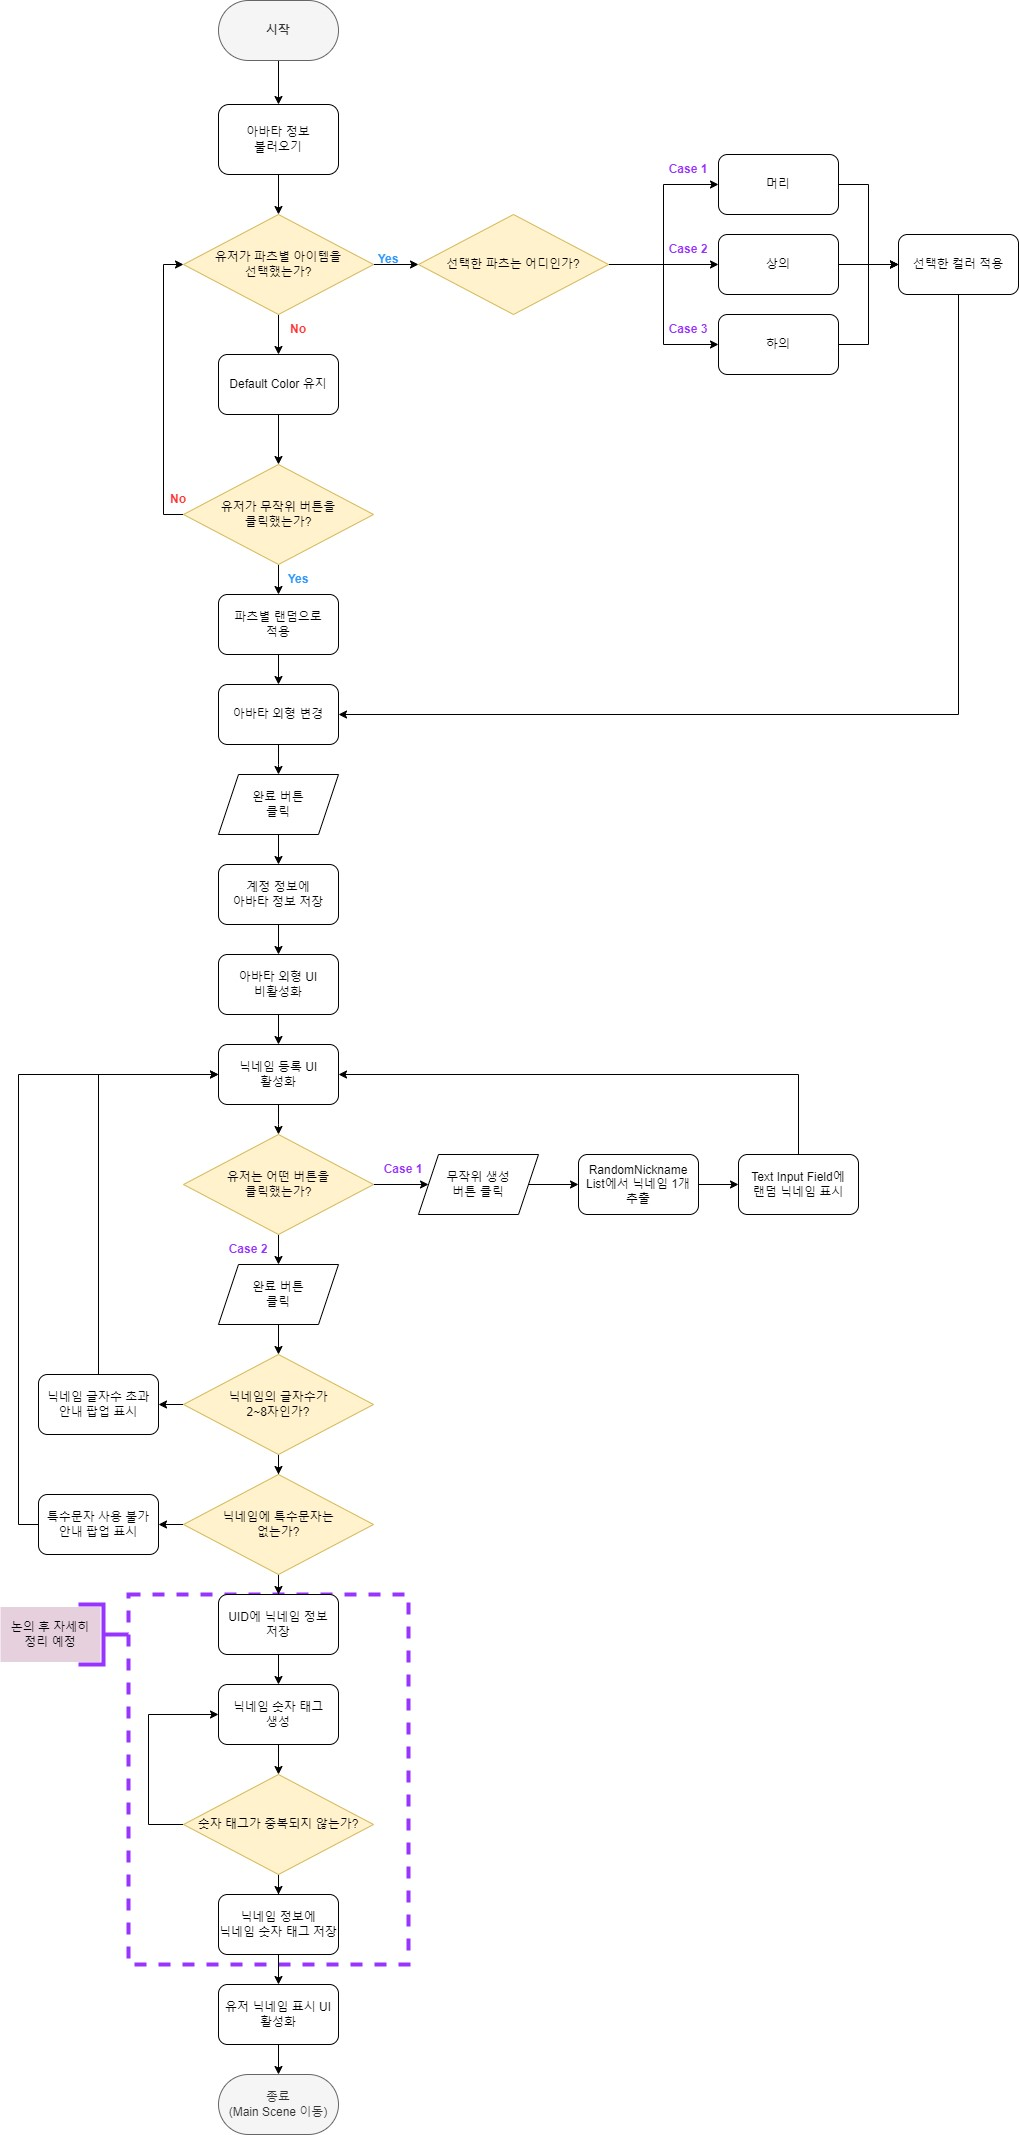 시작
아바타 정보
불러오기
유저가 파츠별 아이템을
선택했는가?
Yes
선택한 파츠는 어디인가?
Case 1
머리
Case 2
상의
Case 3
하의
선택한 컬러 적용
No
Default Color 유지
유저가 무작위 버튼을
클릭했는가?
No
Yes
파츠별 랜덤으로
적용
아바타 외형 변경
완료 버튼
클릭
계정 정보에
아바타 정보 저장
아바타 외형 UI
비활성화
닉네임 등록 UI
활성화
유저는 어떤 버튼을
클릭했는가?
Case 1
무작위 생성
버튼 클릭
RandomNickname
List에서 닉네임 1개
추출
Text Input Field에
랜덤 닉네임 표시
Case 2
완료 버튼
클릭
닉네임의 글자수가
2~8자인가?
닉네임 글자수 초과
안내 팝업 표시
닉네임에 특수문자는
없는가?
특수문자 사용 불가
안내 팝업 표시
논의 후 자세히
정리 예정
UID에 닉네임 정보
저장
닉네임 숫자 태그
생성
숫자 태그가 중복되지 않는가?
닉네임 정보에
닉네임 숫자 태그 저장
유저 닉네임 표시 UI
활성화
종료
(Main Scene 이동)